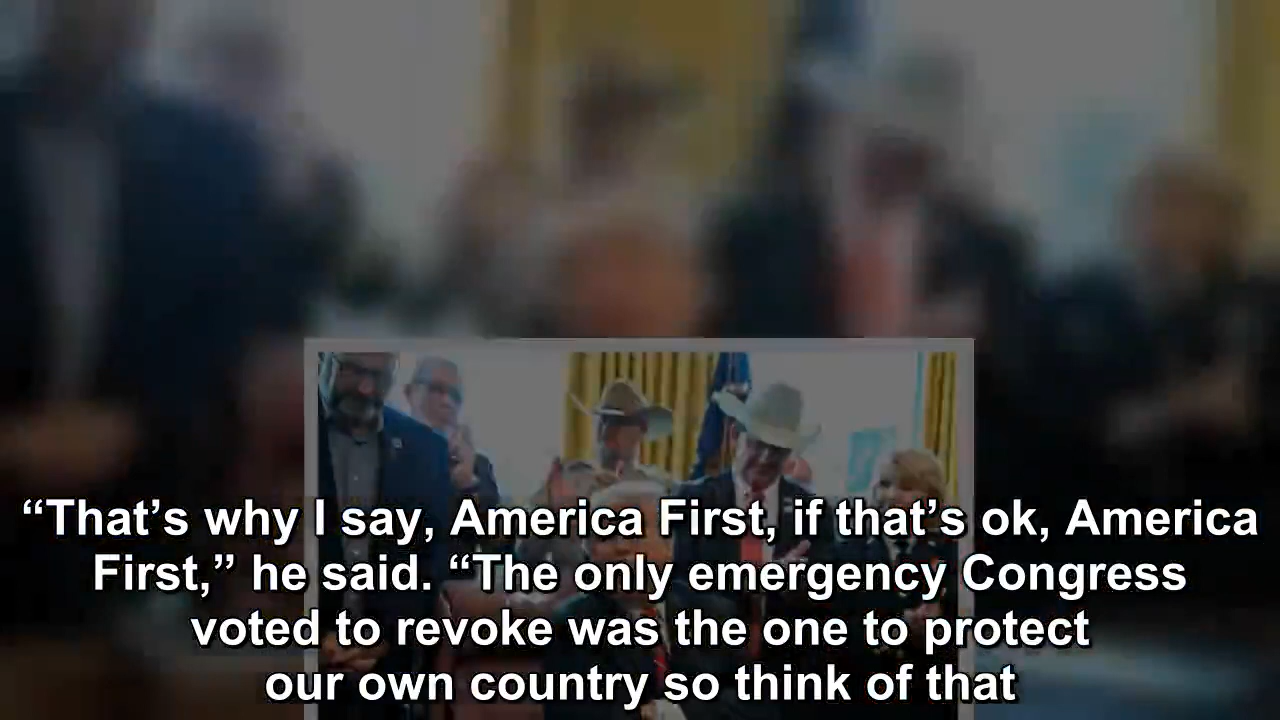 “That’s why I say, America First, if that’s ok, America
First,” he said. “The only emergency Congress
voted to revoke was the one to protect
our own country so think of that